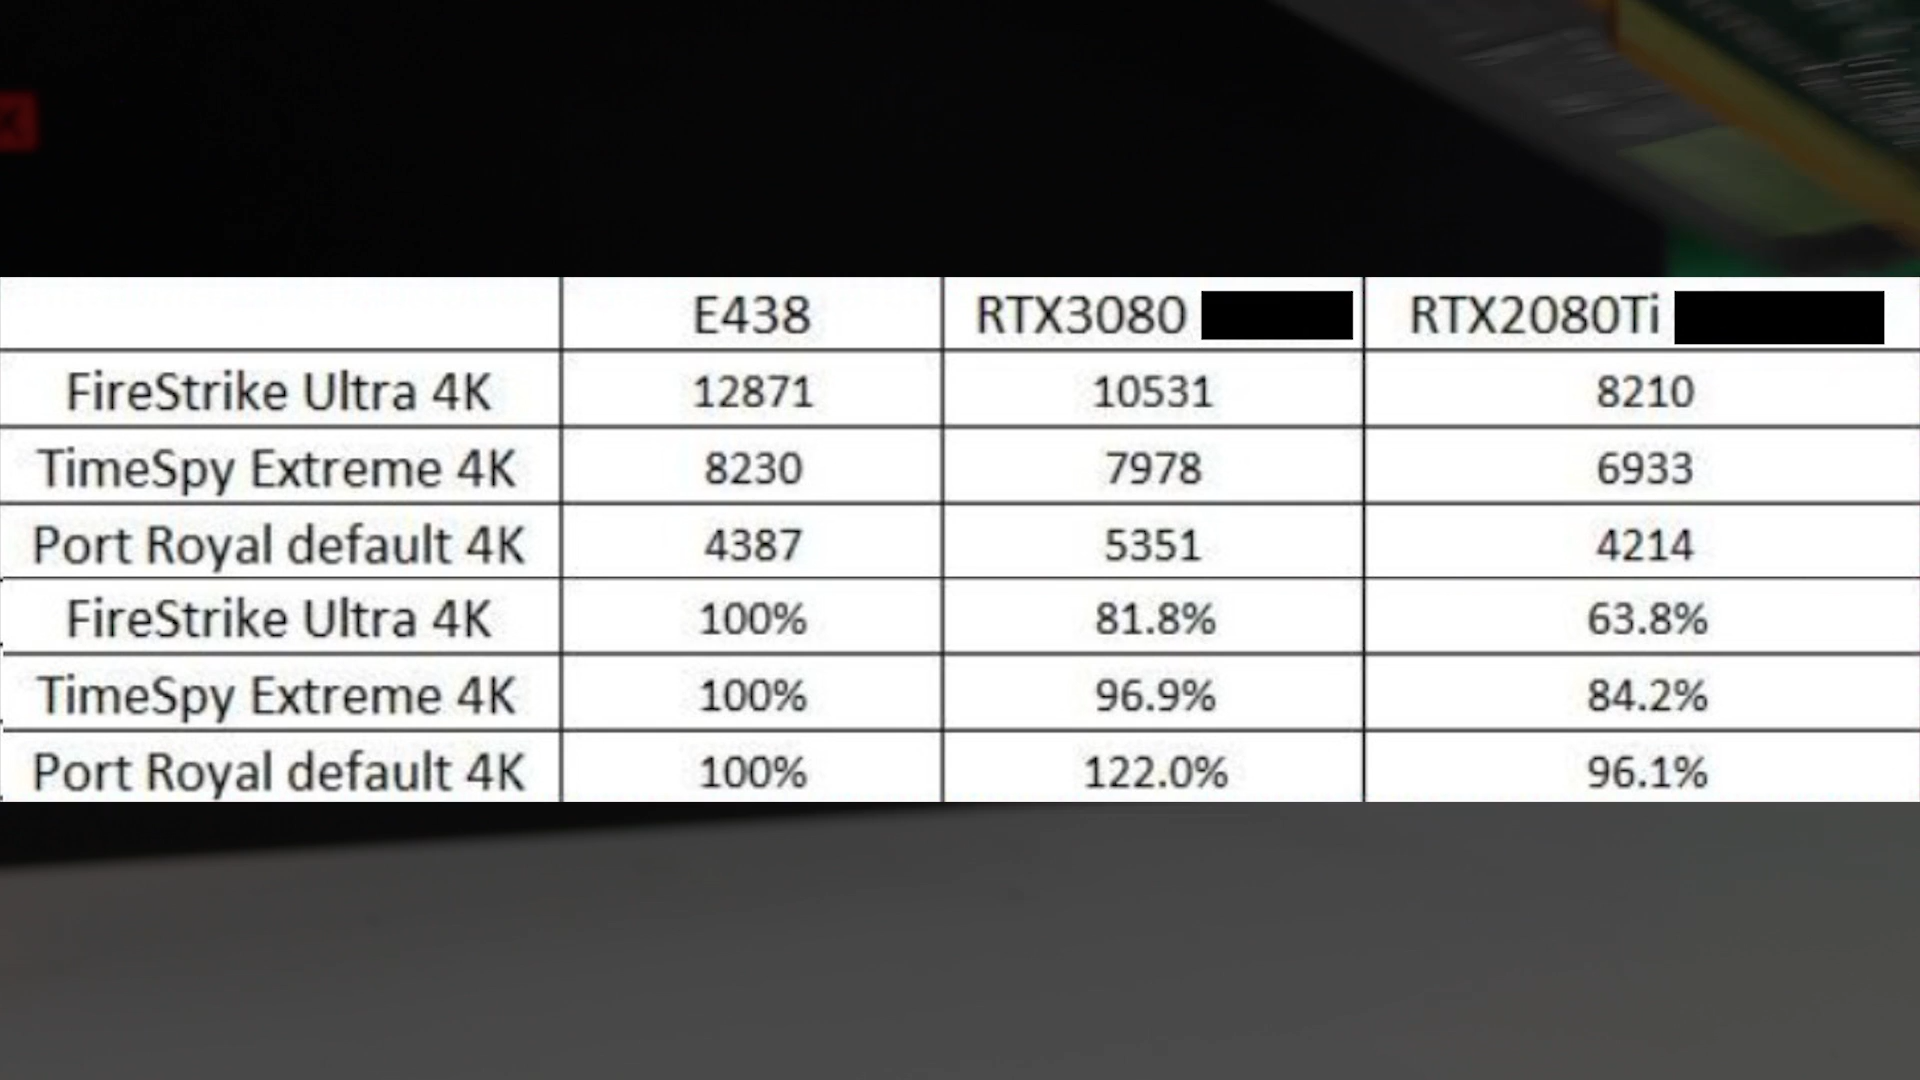 E438 RTX3080 RTX2080Ti
FireStrike Ultra 4K 12871 10531 8210
TimeSpy Extreme 4K 8230 7978 6933
Port Royal default 4K 4387 5351 4214
FireStrike Ultra 4K 100% 81.8% 63.8%
TimeSpy Extreme 4K 100% 96.9% 84.2%
Port Royal default 4K 100% 122.0% 96.1%